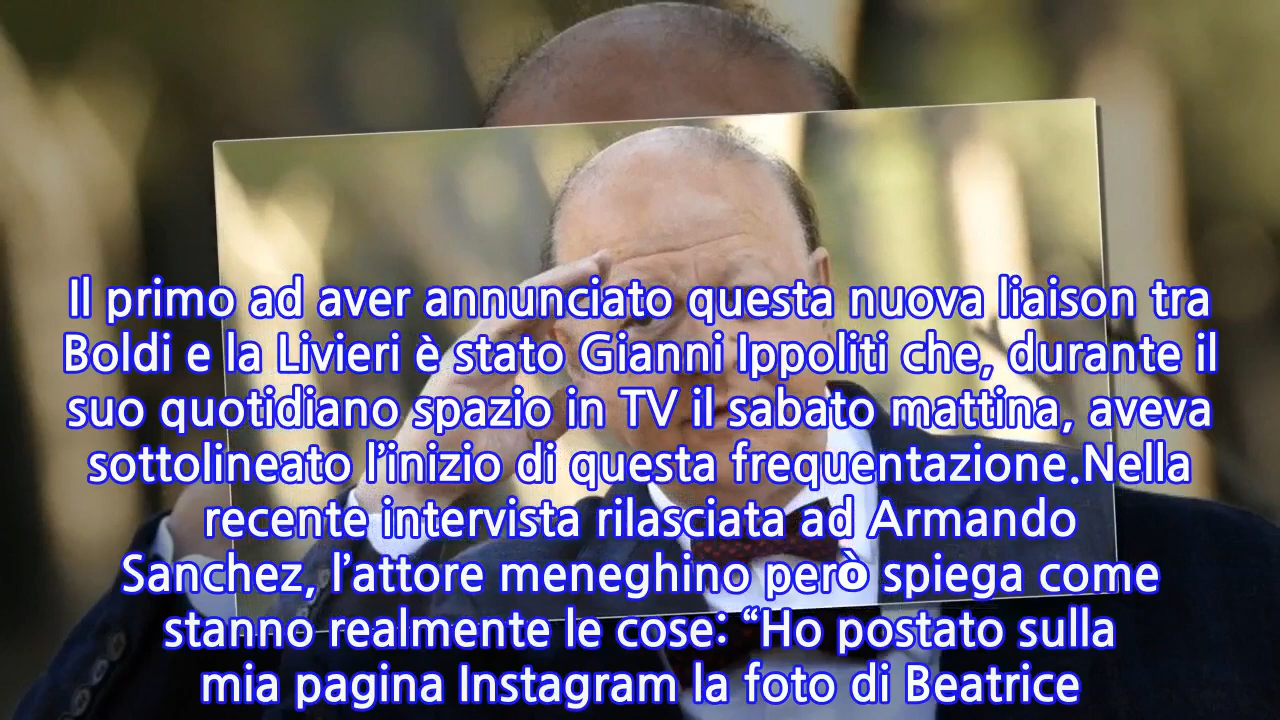 Il primo ad aver annunciato questa nuova liaison tra
Boldi e la Livieri è stato Gianni Ippoliti che, durante il
suo quotidiano spazio in TV il sabato mattina, aveva
sottolineato l’inizio di questa frequentazione.Nella
recente intervista rilasciata ad Armando
Sanchez, l’attore meneghino però spiega come
stanno realmente le cose: “Ho postato sulla
mia pagina Instagram la foto di Beatrice